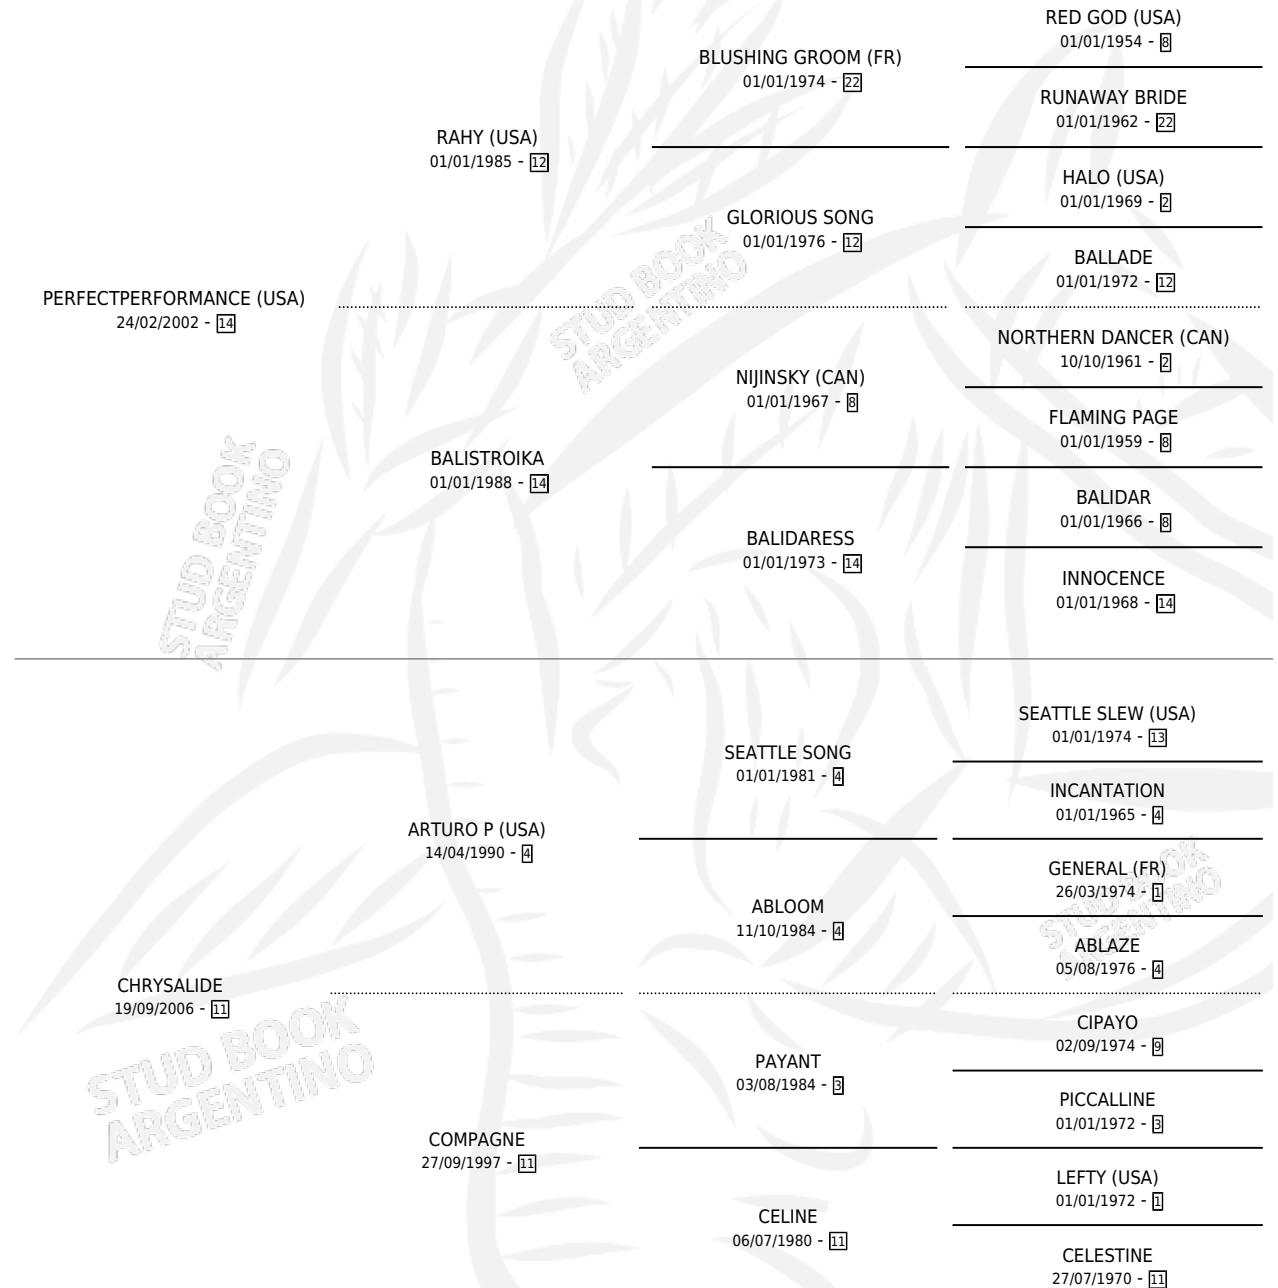 RED GOD (USA)
01/01/1954 - 8
BLUSHING GROOM (FR)
01/01/1974 - 22
RUNAWAY BRIDE
01/01/1962 - 22
RAHY (USA)
01/01/1985 - 12
HALO (USA)
01/01/1969 - 2
GLORIOUS SONG
01/01/1976 - 12
BALLADE
01/01/1972 - 12
PERFECTPERFORMANCE (USA)
24/02/2002 - 14
STUD BOOK
ARGENTINO
NORTHERN DANCER (CAN)
10/10/1961 - 2
NIJINSKY (CAN)
01/01/1967 - 8
FLAMING PAGE
01/01/1959 - 8
BALISTROIKA
01/01/1988 - 14
BALIDAR
01/01/1966 - 8
BALIDARESS
01/01/1973 - 14
INNOCENCE
01/01/1968 - 14
STUD BOOK
ARGENTINO
SEATTLE SLEW (USA)
01/01/1974 - 13
SEATTLE SONG
01/01/1981 - 4
INCANTATION
01/01/1965 - 4
ARTURO P (USA)
14/04/1990 - 4
GENERAL (FR)
26/03/1974 - 1
ABLOOM
11/10/1984 - 4
ABLAZE
05/08/1976 - 4
STUD BOOK
ARGENTINO
CHRYSALIDE
19/09/2006 - 11
CIPAYO
02/09/1974 - 9
PAYANT
03/08/1984 - 3
PICCALLINE
01/01/1972 - 3
STUD BOOK
ARGENTINO
COMPAGNE
27/09/1997 - 11
LEFTY (USA)
01/01/1972 - 1
CELINE
06/07/1980 - 11
CELESTINE
27/07/1970 - 11